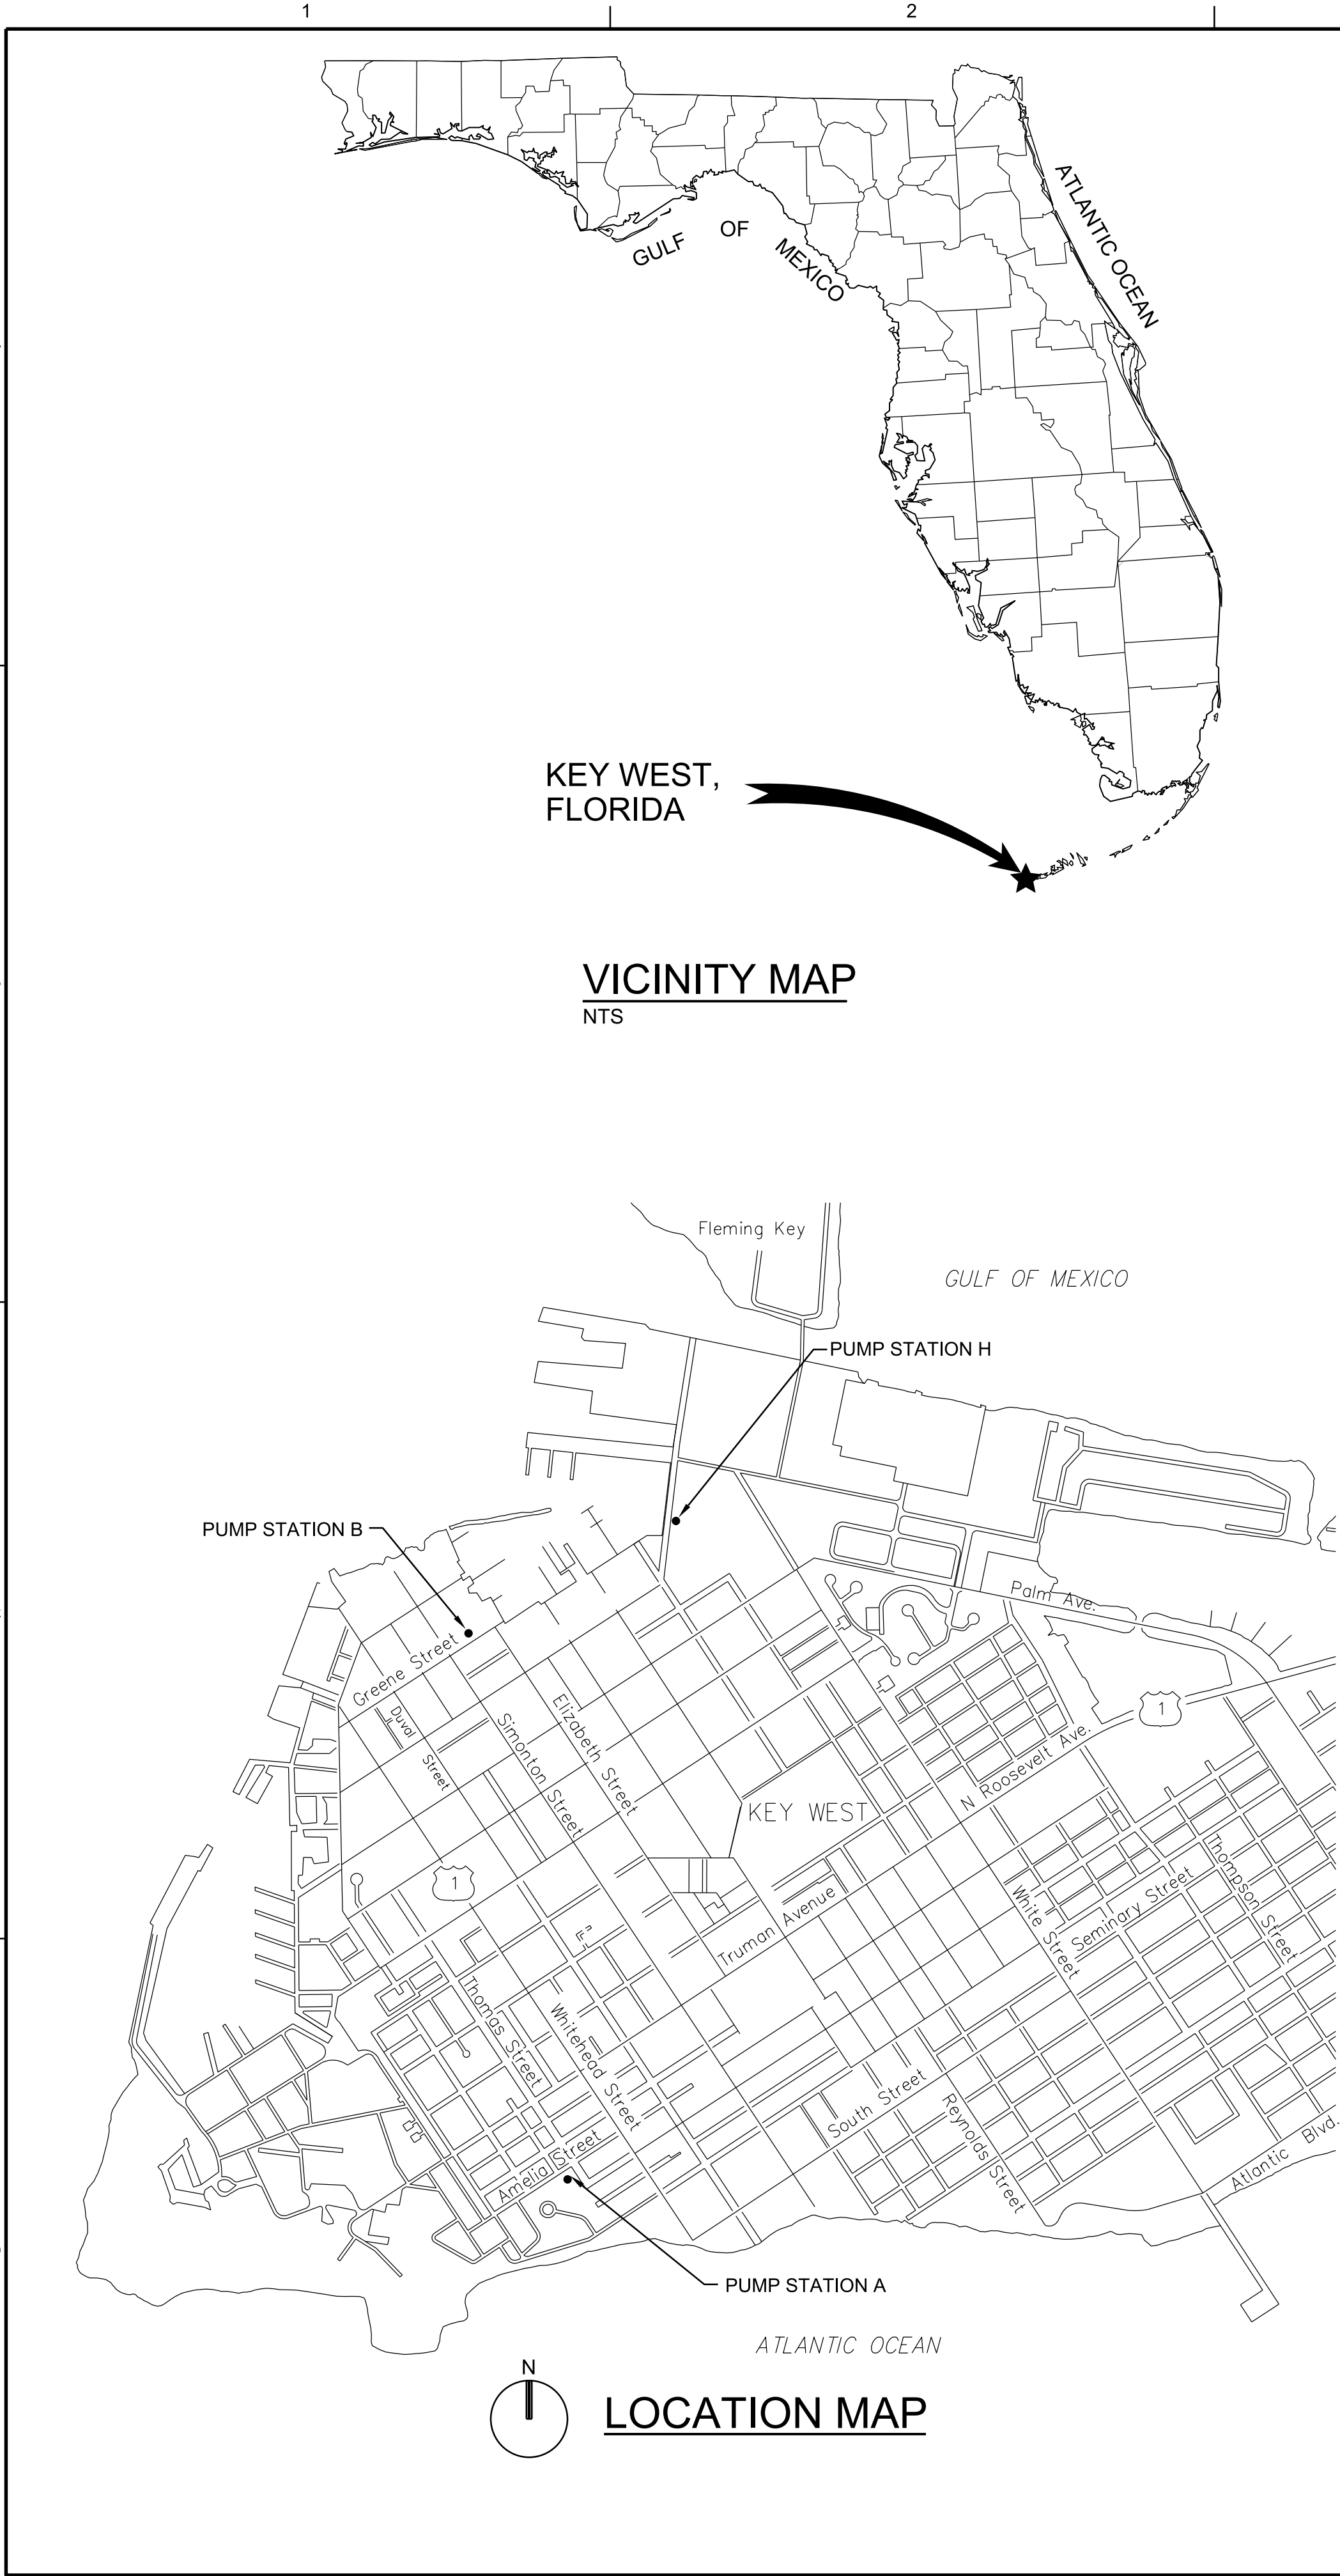 1
2
GULF OF MEXICO
ATLANTIC OCEAN
KEY WEST,
FLORIDA
VICINITY MAP
NTS
Fleming Key
GULF OF MEXICO
PUMP STATION H
PUMP STATION B
Palm Ave.
Greene Street
Duval Street
Simonton Street
Elizabeth Street
1
N Roosevelt Ave.
KEY WEST
1
Truman Avenue
White Street
Seminary Street
Thompson Street
Thomas Street
Whitehead Street
South Street
Reynolds Street
Amelia Street
Atlantic Blvd.
PUMP STATION A
ATLANTIC OCEAN
N
LOCATION MAP